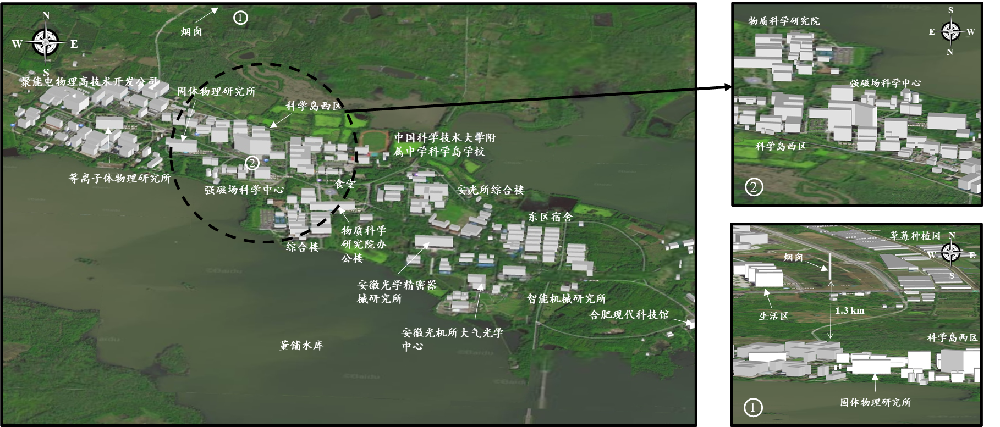 N
W
E
S
烟囱
①
聚能电物理高技术开发公司
固体物理研究所
科学岛西区
中国科学技术大学附
属中学科学岛学校
等离子体物理研究所
②
强磁场科学中心
食堂
安光所综合楼
东区宿舍
物质科学
研究院办
公楼
综合楼
安徽光学精密器
械研究所
智能机械研究所
合肥现代科技馆
安徽光机所大气光学
中心
董铺水库
©Baidu
©Baidu
©Baidu
物质科学研究院
S
E
W
N
强磁场科学中心
科学岛西区
②
草莓种植园
N
W
E
S
烟囱
生活区
1.3 km
科学岛西区
固体物理研究所
①